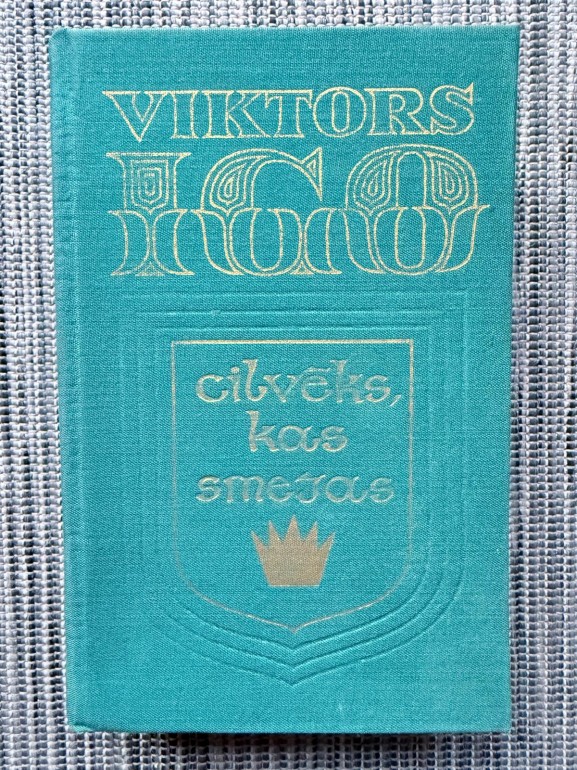 VIKTORS
IGO
cilvēks,
kas
smejas